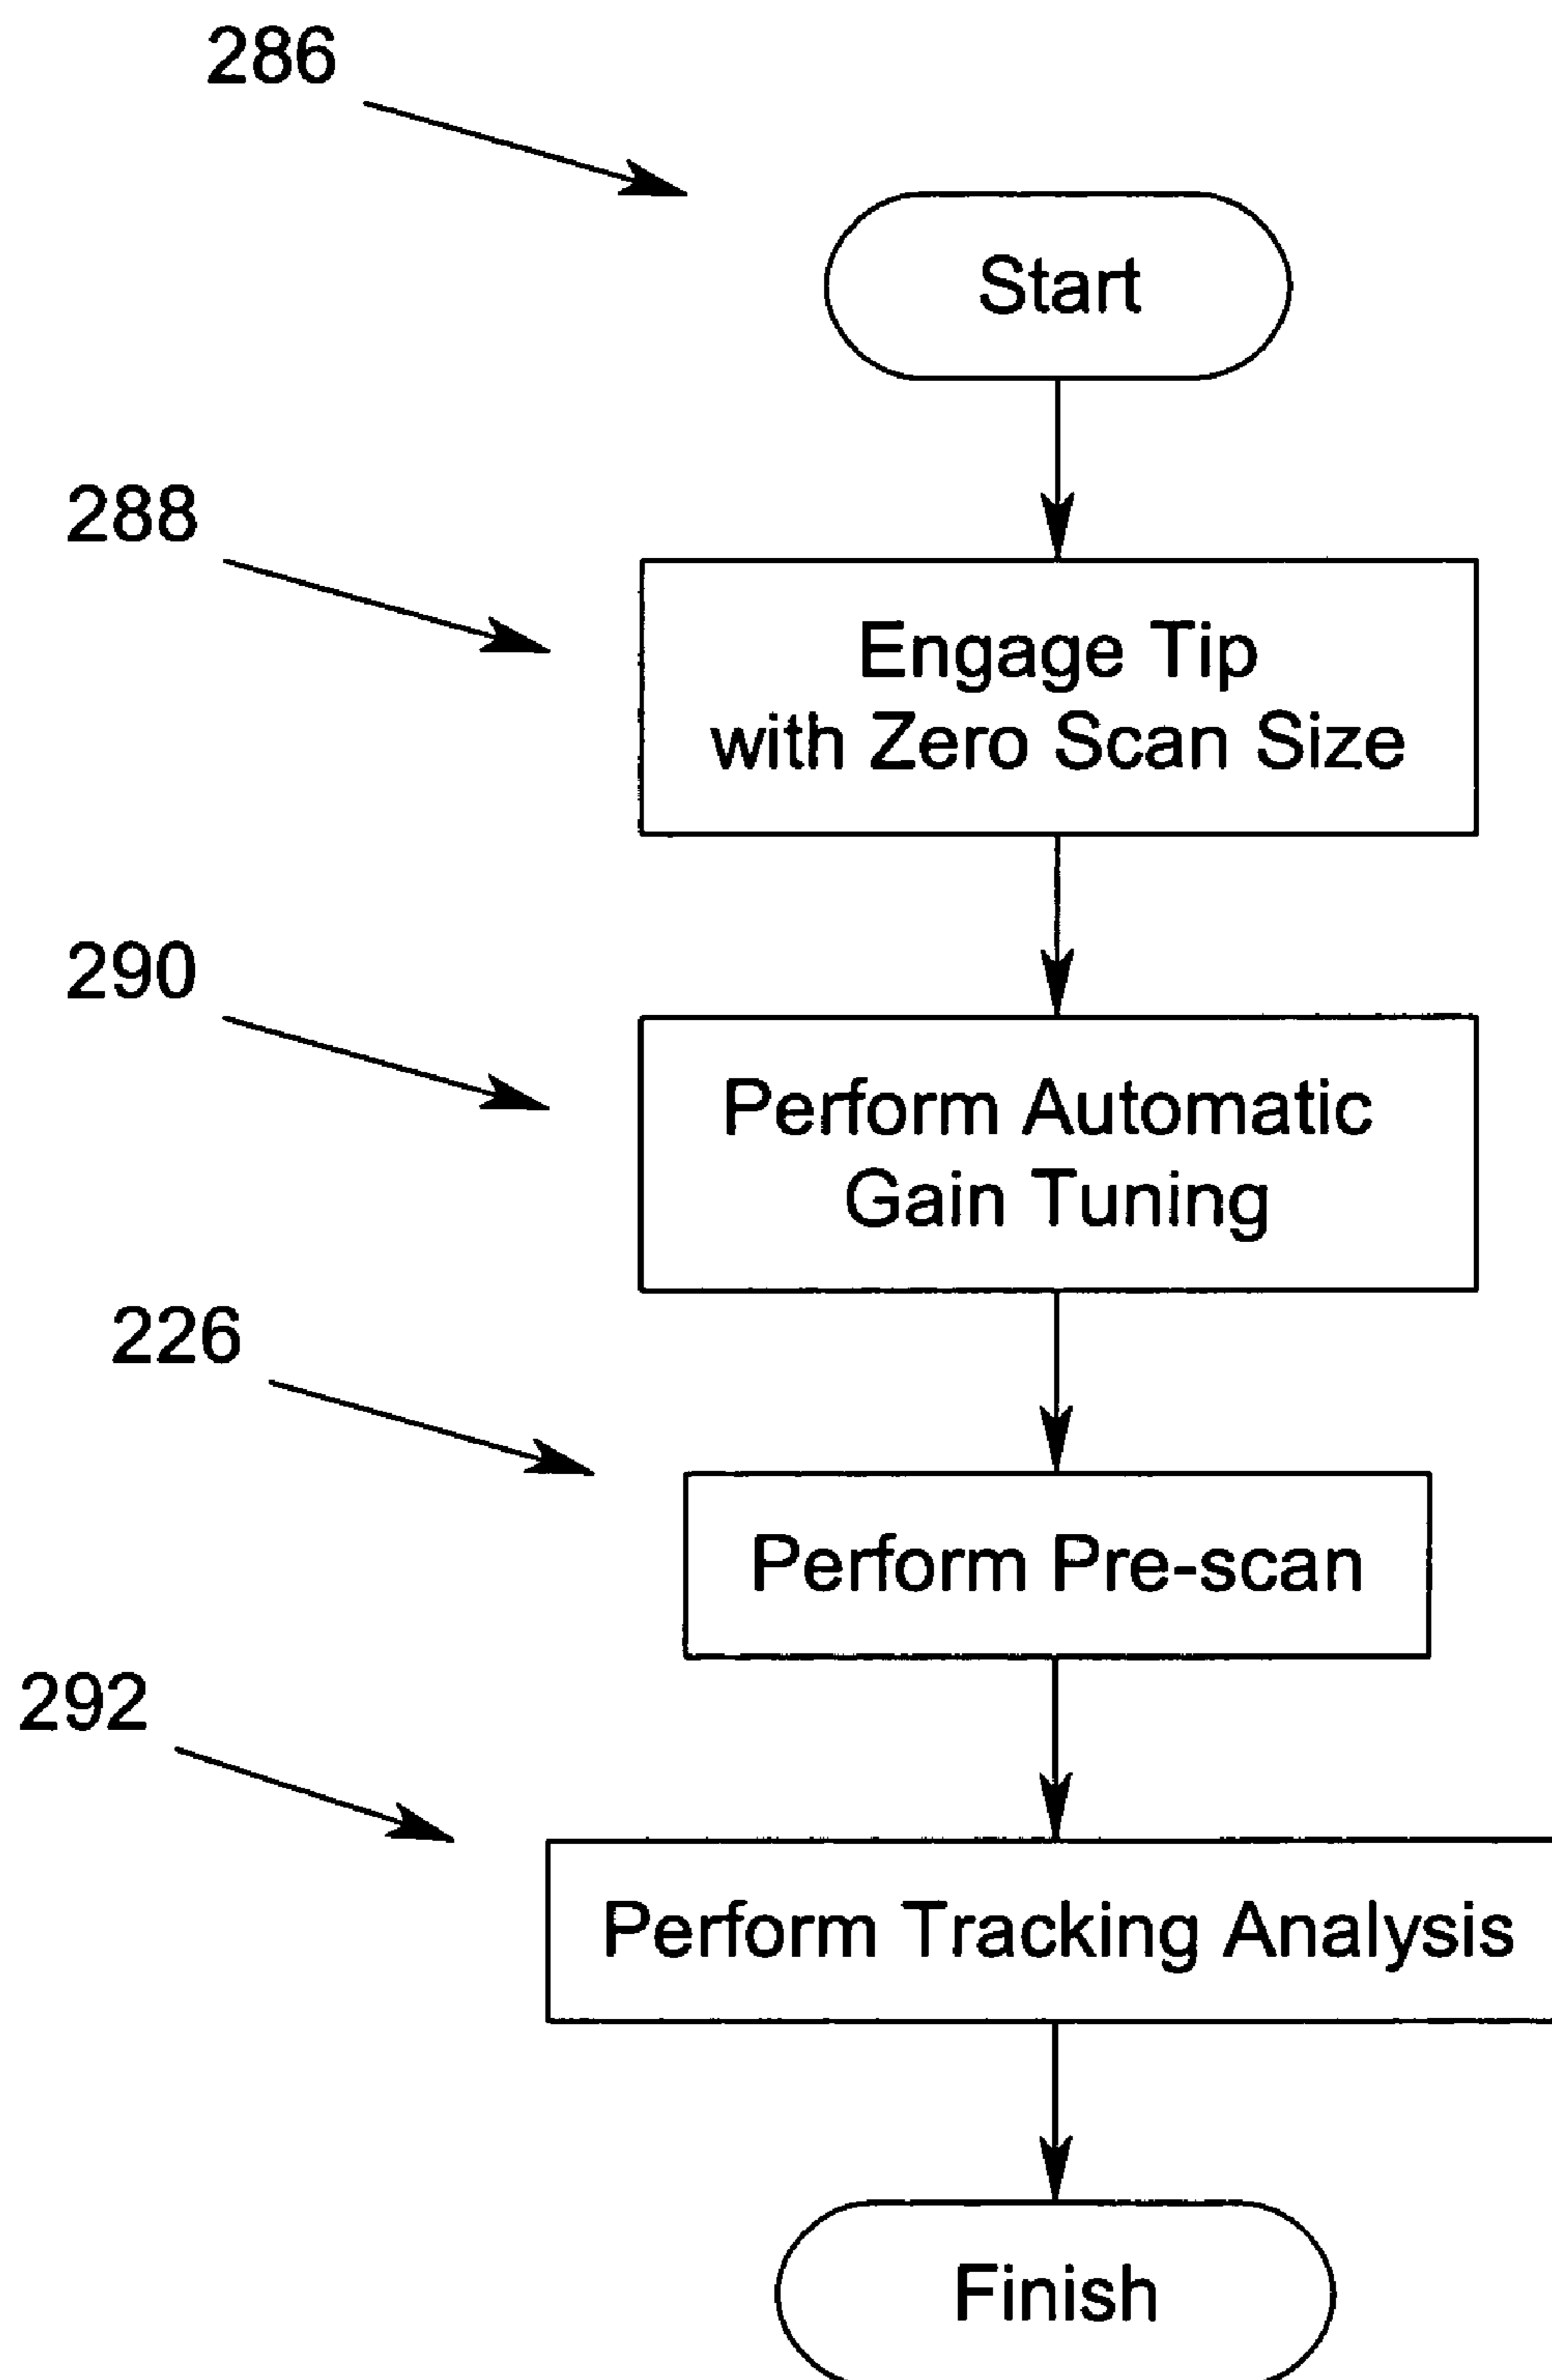 286
Start
288
Engage Tip
with Zero Scan Size
290
Perform Automatic
Gain Tuning
226
Perform Pre-scan
292
Perform Tracking Analysis
Finish